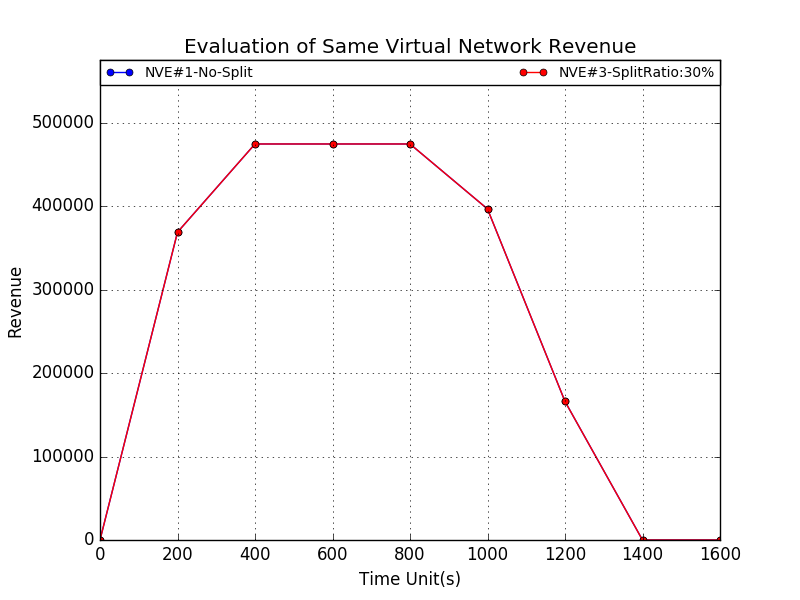 Evaluation of Same Virtual Network Revenue
NVE#1-No-Split NVE#3-SplitRatio:30%
500000
400000
300000
200000
100000
0
Revenue
0 200 400 600 800 1000 1200 1400 1600
Time Unit(s)